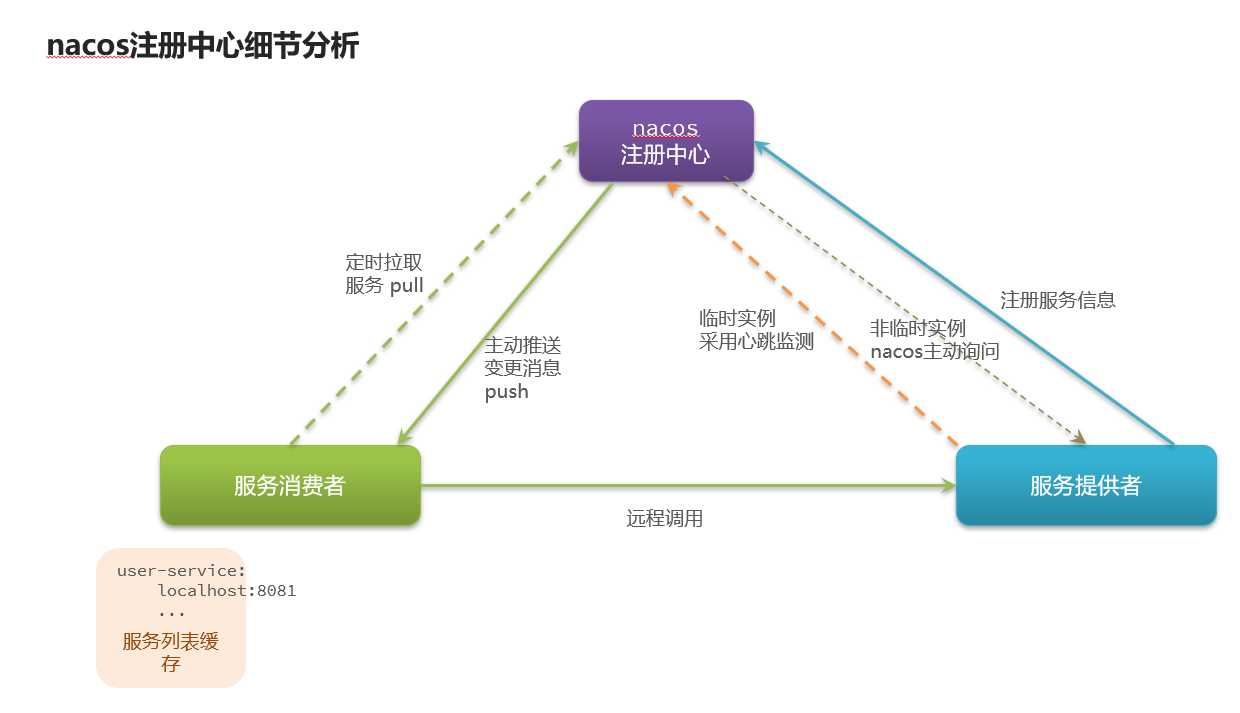 nacos注册中心细节分析
nacos
注册中心
定时拉取
服务 pull
主动推送
变更消息
push
临时实例
采用心跳监测
非临时实例
nacos主动询问
注册服务信息
服务消费者
服务提供者
远程调用
user-service:
localhost:8081
...
服务列表缓
存